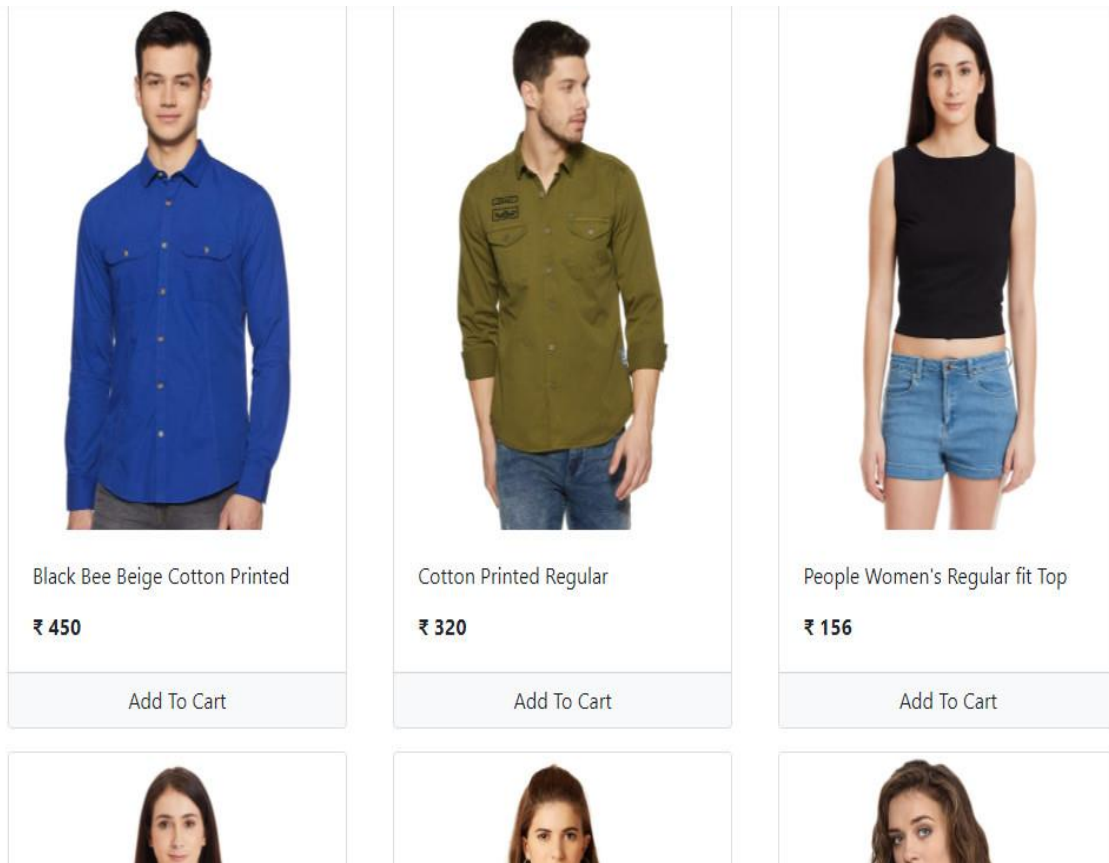 Black Bee Beige Cotton Printed
₹ 450
Add To Cart
Cotton Printed Regular
₹ 320
Add To Cart
People Women's Regular fit Top
₹ 156
Add To Cart